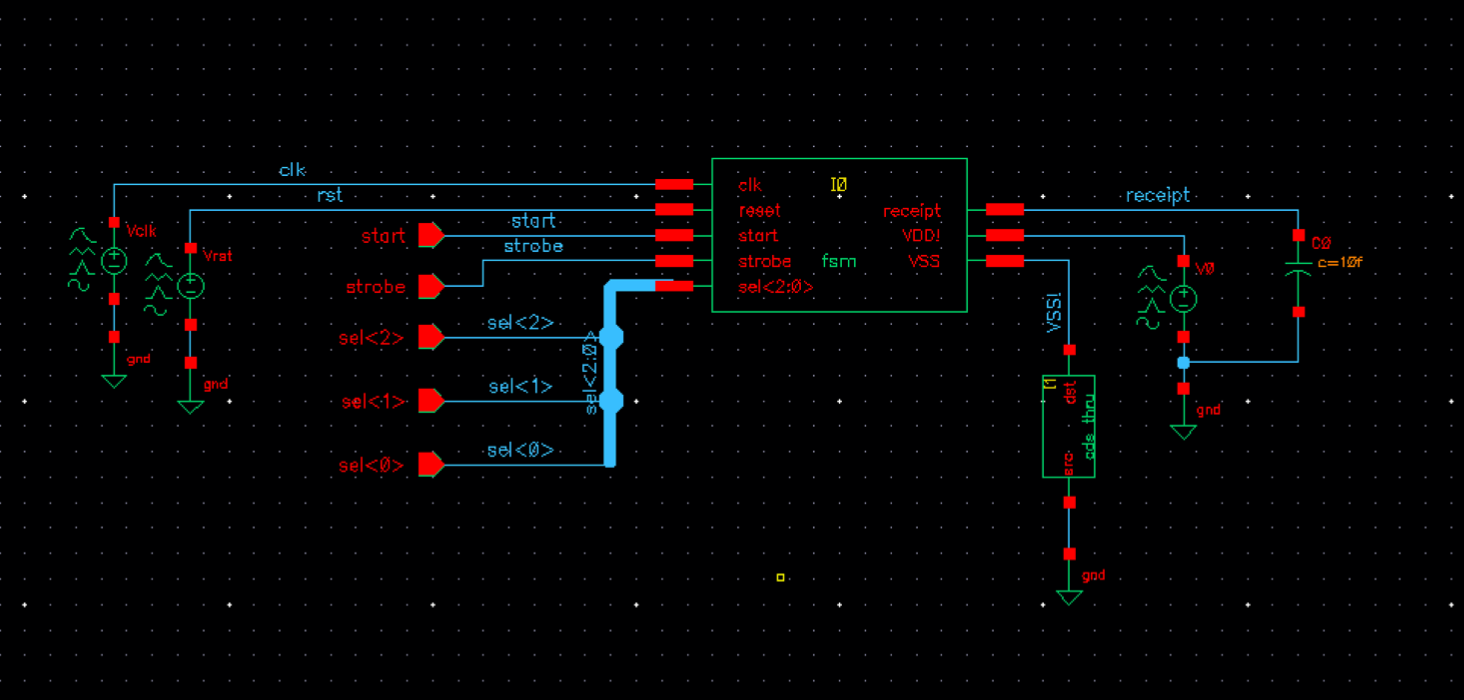 clk
rst
Vclk
Vrst
gnd
gnd
start
start
strobe
strobe
sel<2>
sel<2>
sel<1>
sel<1>
sel<0>
sel<0>
sel<2:0>
clk
I0
reset
receipt
start
VDD!
strobe
fsm
VSS
sel<2:0>
receipt
VSS!
V0
C0
c=10f
I1
dst
cds_thru
src
gnd
gnd